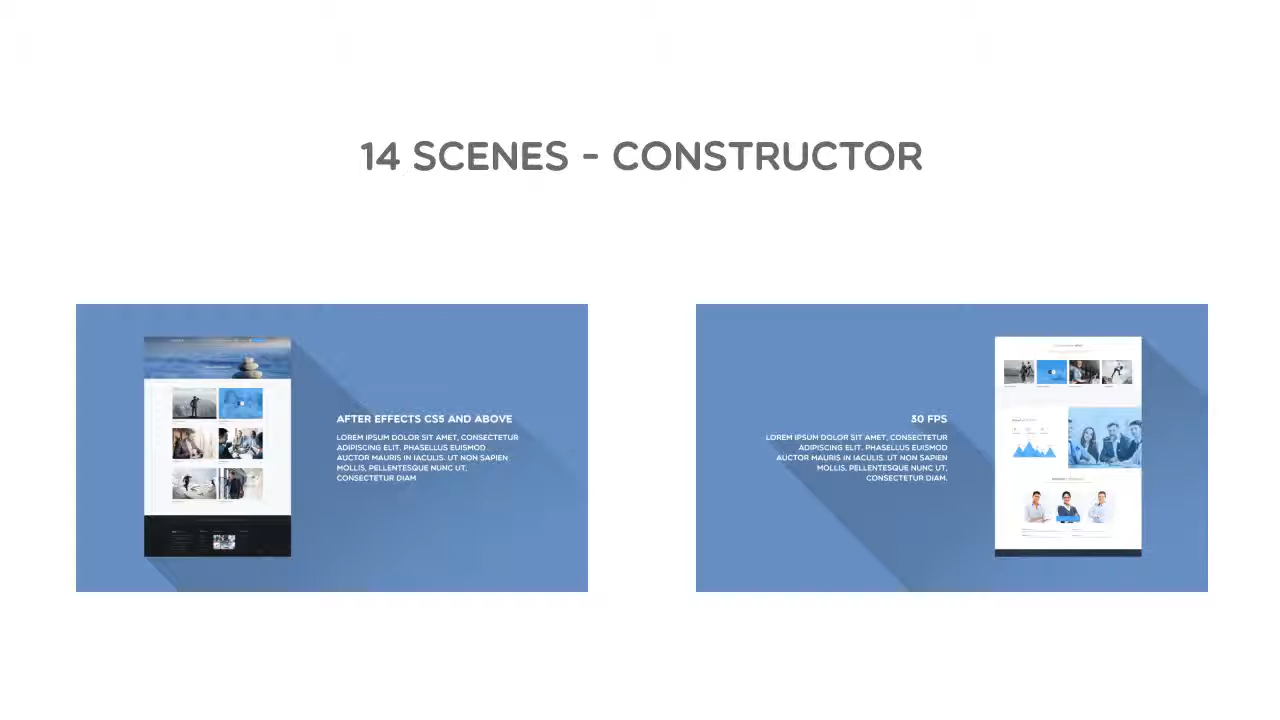 14 SCENES - CONSTRUCTOR
AFTER EFFECTS CS5 AND ABOVE
LOREM IPSUM DOLOR SIT AMET, CONSECTETUR
ADIPISCING ELIT. PHASELLUS EUISMOD
AUCTOR MAURIS IN IACULIS. UT NON SAPIEN
MOLLIS, PELLENTESQUE NUNC UT,
CONSECTETUR DIAM
30 FPS
LOREM IPSUM DOLOR SIT AMET, CONSECTETUR
ADIPISCING ELIT. PHASELLUS EUISMOD
AUCTOR MAURIS IN IACULIS. UT NON SAPIEN
MOLLIS, PELLENTESQUE NUNC UT,
CONSECTETUR DIAM.